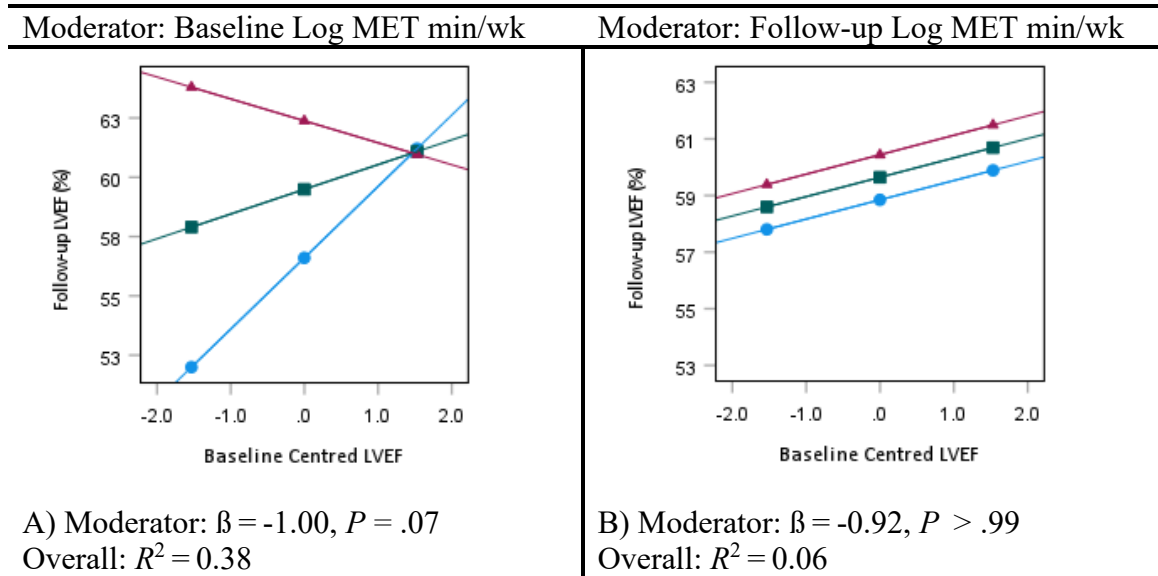 Moderator: Baseline Log MET min/wk
Moderator: Follow-up Log MET min/wk
Follow-up LVEF (%)
63
60
58
55
53
-2.0 -1.0 .0 1.0 2.0
Baseline Centred LVEF
Follow-up LVEF (%)
63
61
59
57
55
53
-2.0 -1.0 .0 1.0 2.0
Baseline Centred LVEF
A) Moderator: ß = -1.00, P = .07
Overall: R² = 0.38
B) Moderator: ß = -0.92, P > .99
Overall: R² = 0.06